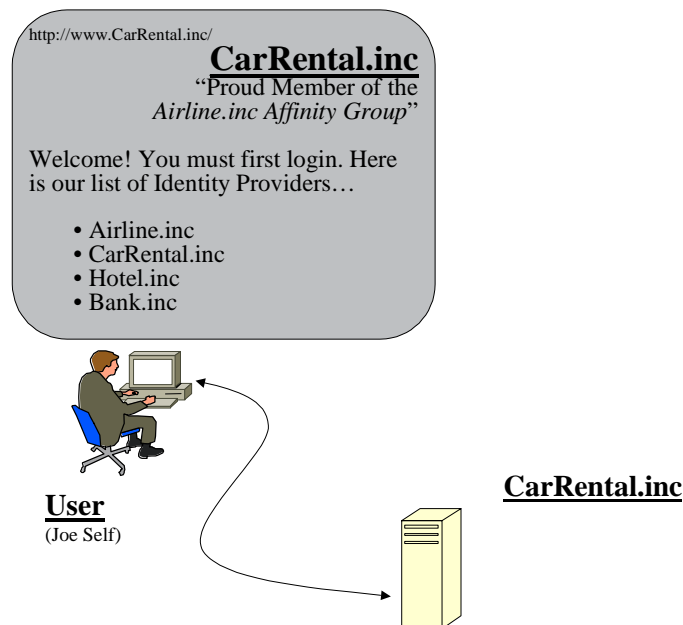 http://www.CarRental.inc/
CarRental.inc
“Proud Member of the
Airline.inc Affinity Group”
Welcome! You must first login. Here
is our list of Identity Providers…
• Airline.inc
• CarRental.inc
• Hotel.inc
• Bank.inc
CarRental.inc
User
(Joe Self)